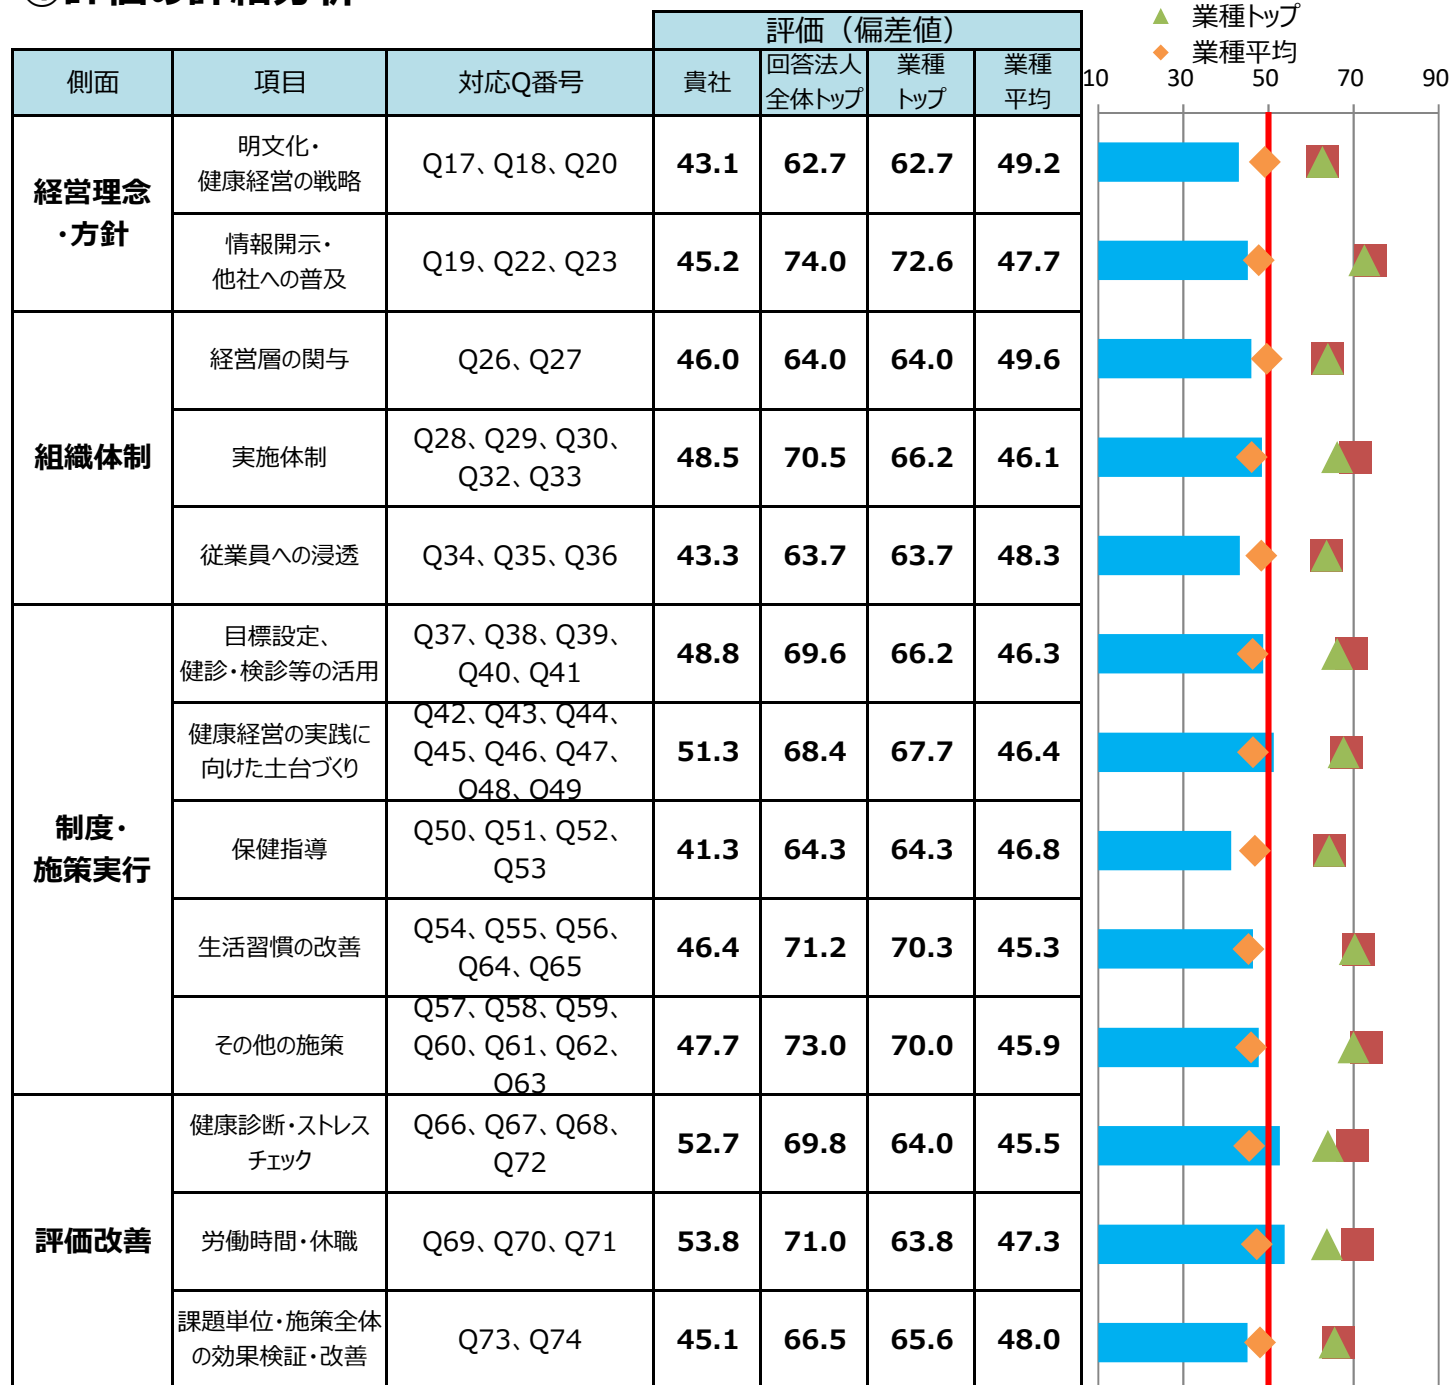 ①評価の詳細分析
▲ 業種トップ
◆ 業種平均
評価（偏差値）
側面 項目 対応Q番号 貴社 回答法人 業種 業種
全体トップ トップ 平均
10 30 50 70 90
経営理念
・方針
明文化・
健康経営の戦略
Q17、Q18、Q20 43.1 62.7 62.7 49.2
情報開示・
他社への普及
Q19、Q22、Q23 45.2 74.0 72.6 47.7
組織体制
経営層の関与 Q26、Q27 46.0 64.0 64.0 49.6
実施体制
Q28、Q29、Q30、
Q32、Q33
48.5 70.5 66.2 46.1
従業員への浸透 Q34、Q35、Q36 43.3 63.7 63.7 48.3
制度・
施策実行
目標設定、
健診・検診等の活用
Q37、Q38、Q39、
Q40、Q41
48.8 69.6 66.2 46.3
健康経営の実践に
向けた土台づくり
Q42、Q43、Q44、
Q45、Q46、Q47、
Q48、Q49
51.3 68.4 67.7 46.4
保健指導
Q50、Q51、Q52、
Q53
41.3 64.3 64.3 46.8
生活習慣の改善
Q54、Q55、Q56、
Q64、Q65
46.4 71.2 70.3 45.3
その他の施策
Q57、Q58、Q59、
Q60、Q61、Q62、
Q63
47.7 73.0 70.0 45.9
評価改善
健康診断・ストレス
チェック
Q66、Q67、Q68、
Q72
52.7 69.8 64.0 45.5
労働時間・休職 Q69、Q70、Q71 53.8 71.0 63.8 47.3
課題単位・施策全体
の効果検証・改善
Q73、Q74 45.1 66.5 65.6 48.0